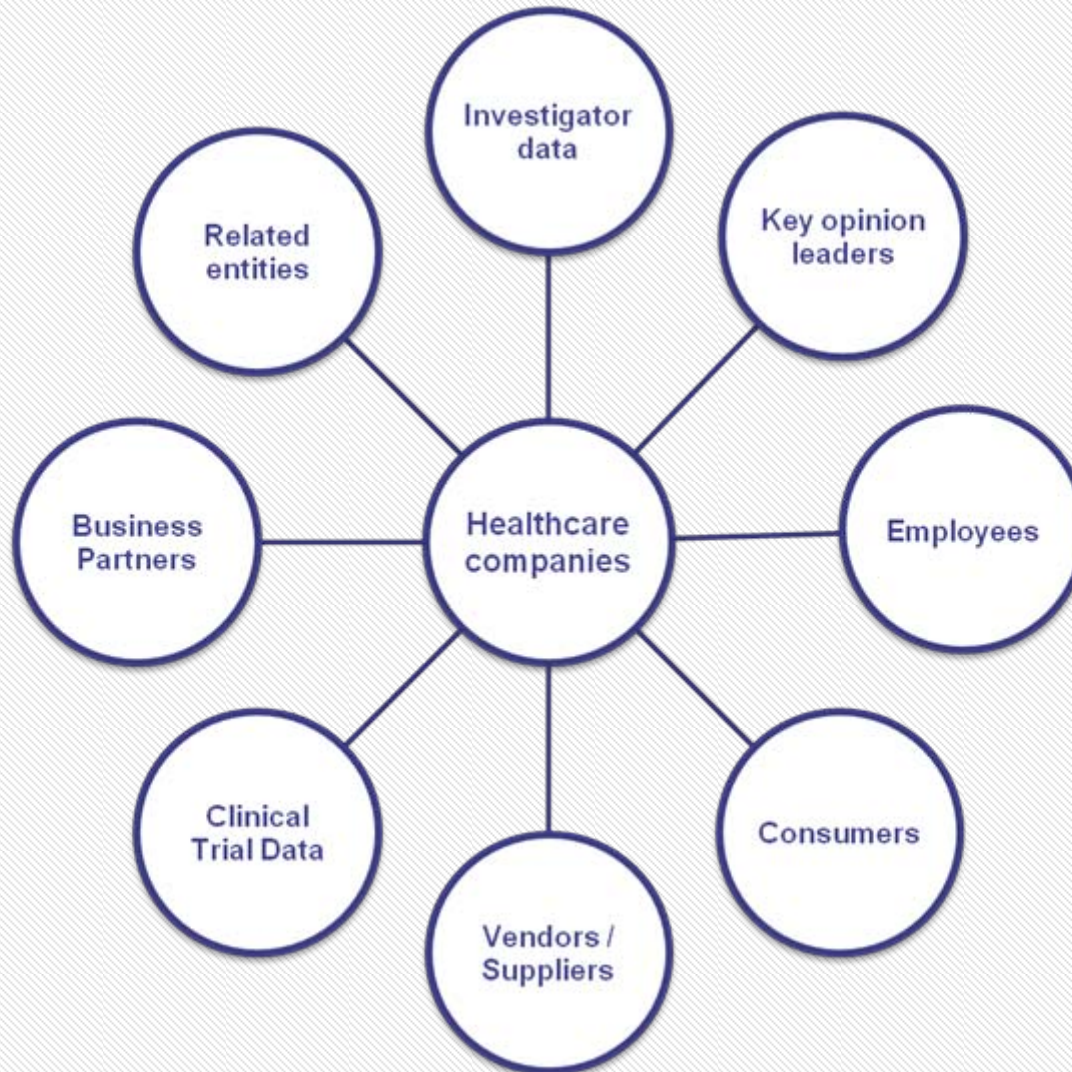 Investigator
data
Key opinion
leaders
Related
entities
Healthcare
companies
Employees
Business
Partners
Clinical
Trial Data
Consumers
Vendors /
Suppliers